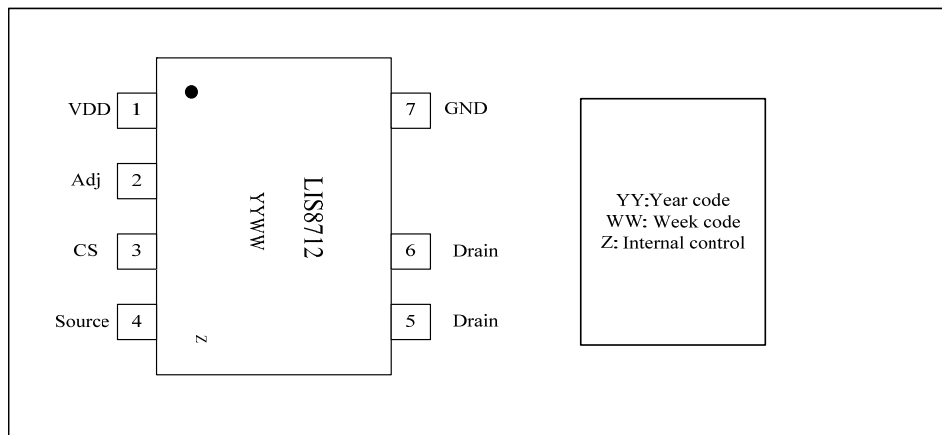 VDD 1
Adj 2
CS 3
Source 4
7 GND
6 Drain
5 Drain
LIS8712
YYWW
Z
YY:Year code
WW: Week code
Z: Internal control